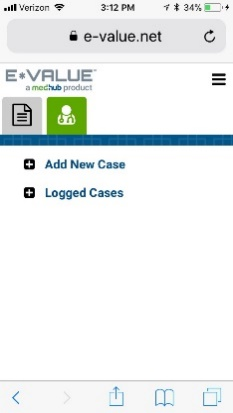 Verizon 3:12 PM 34%
e-value.net
E*VALUE
a medhub product
Add New Case
Logged Cases